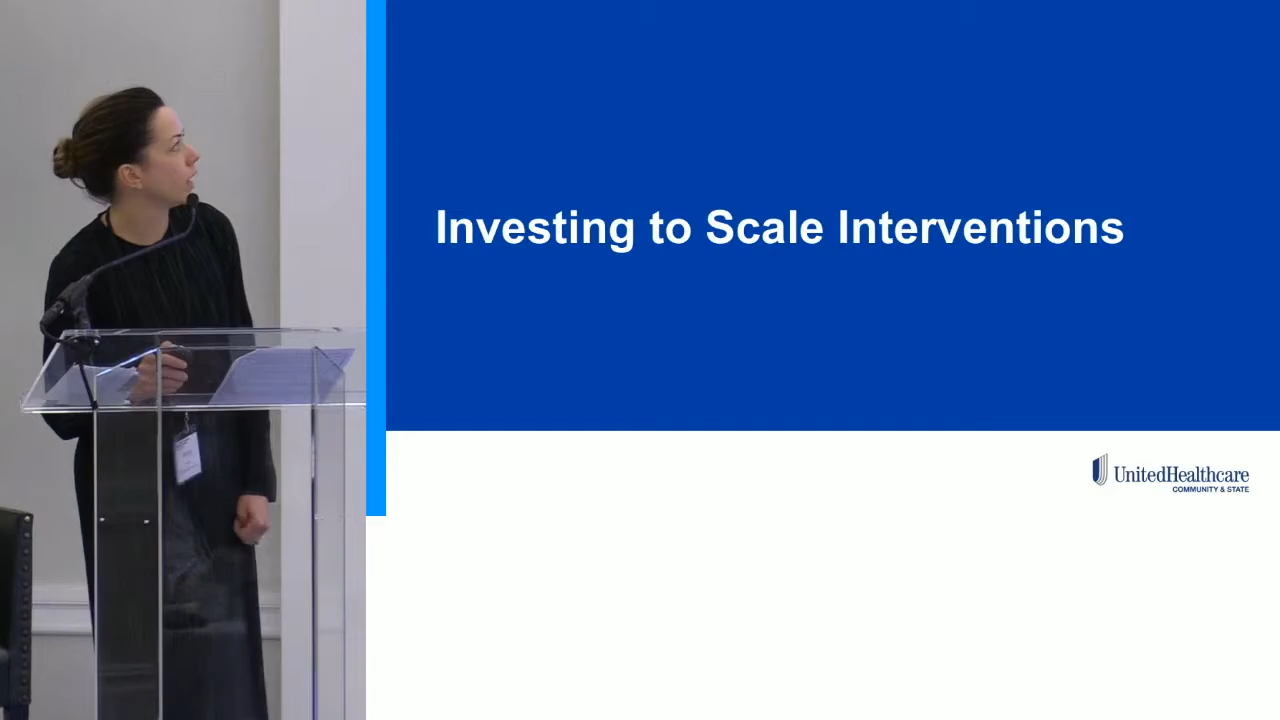 Investing to Scale Interventions
UnitedHealthcare
COMMUNITY & STATE